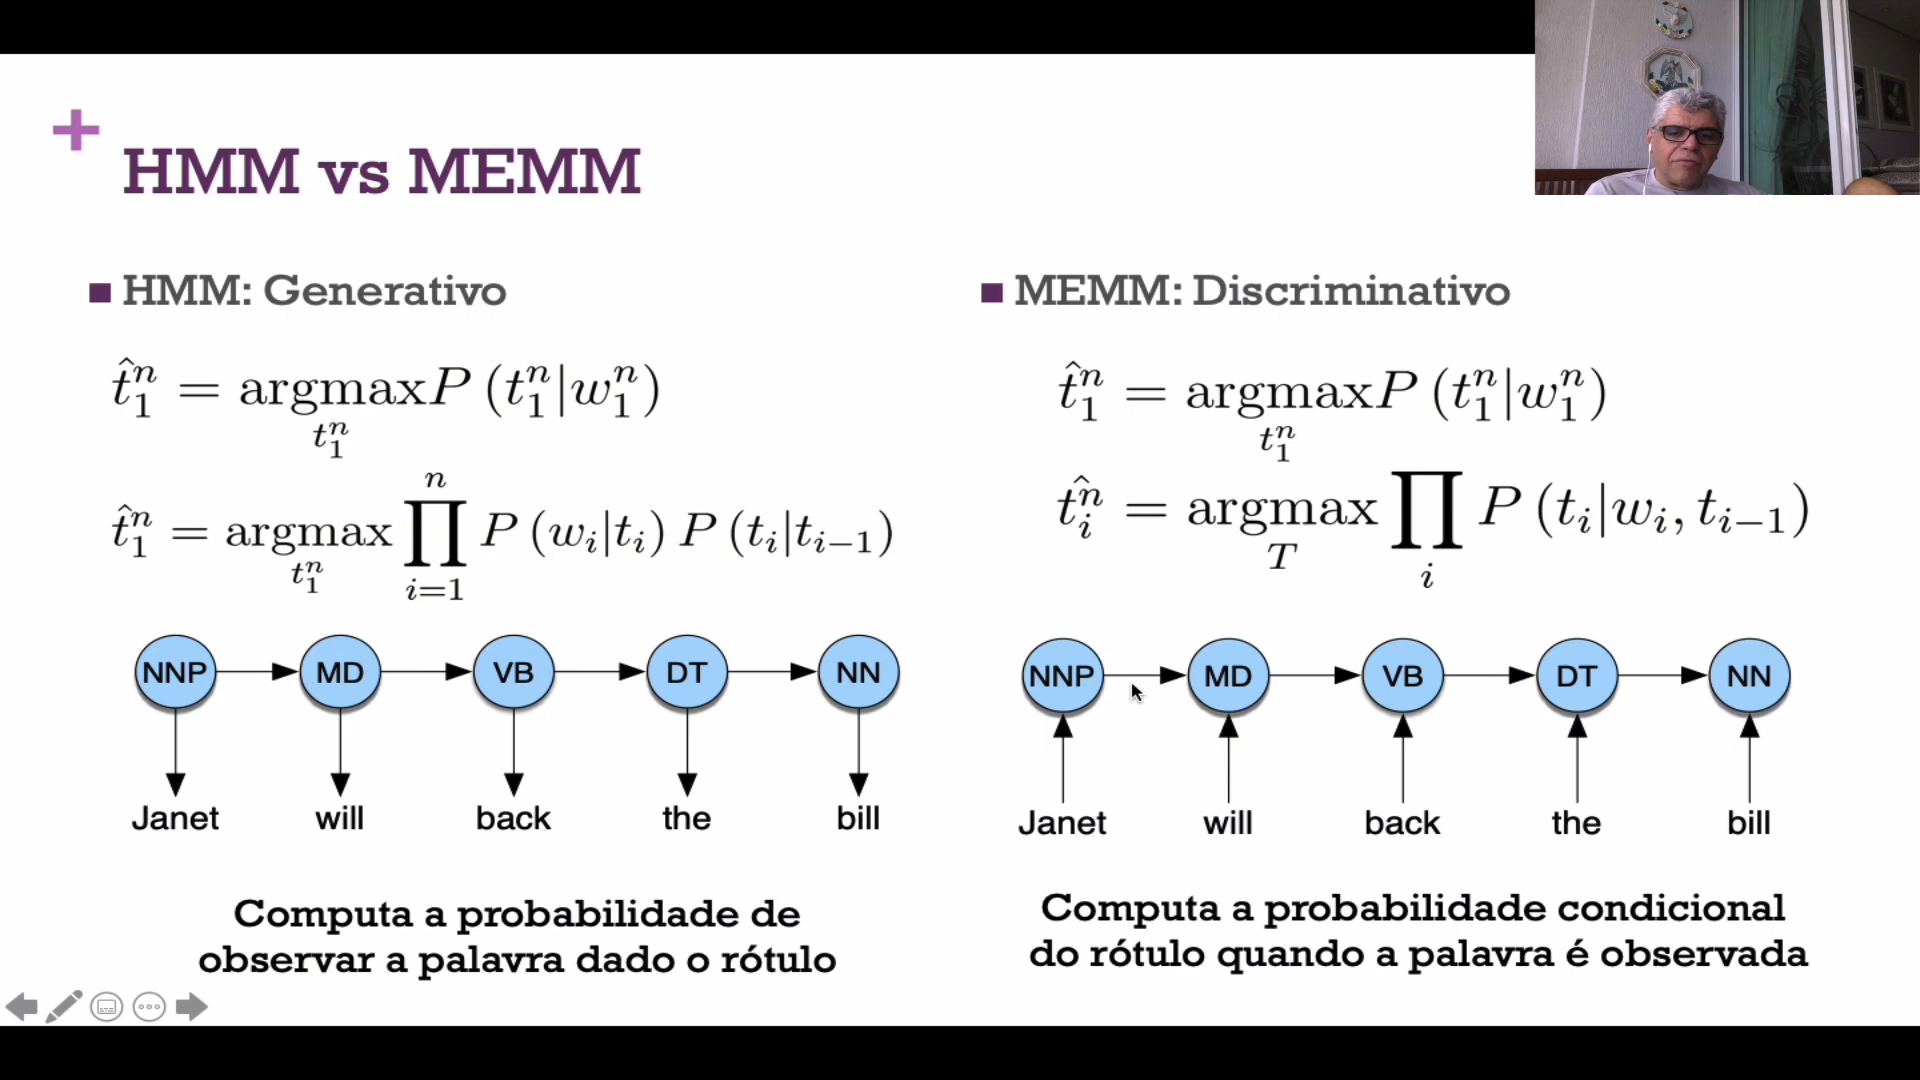 +
HMM vs MEMM
■ HMM: Generativo
t̂₁ⁿ = argmax P (t₁ⁿ|w₁ⁿ)
t₁ⁿ
n
t̂₁ⁿ = argmax ∏ P (wᵢ|tᵢ) P (tᵢ|tᵢ₋₁)
t₁ⁿ i=1
NNP MD VB DT NN
Janet will back the bill
Computa a probabilidade de
observar a palavra dado o rótulo
■ MEMM: Discriminativo
t̂₁ⁿ = argmax P (t₁ⁿ|w₁ⁿ)
t₁ⁿ
t̂ᵢⁿ = argmax ∏ P (tᵢ|wᵢ, tᵢ₋₁)
T i
NNP MD VB DT NN
Janet will back the bill
Computa a probabilidade condicional
do rótulo quando a palavra é observada